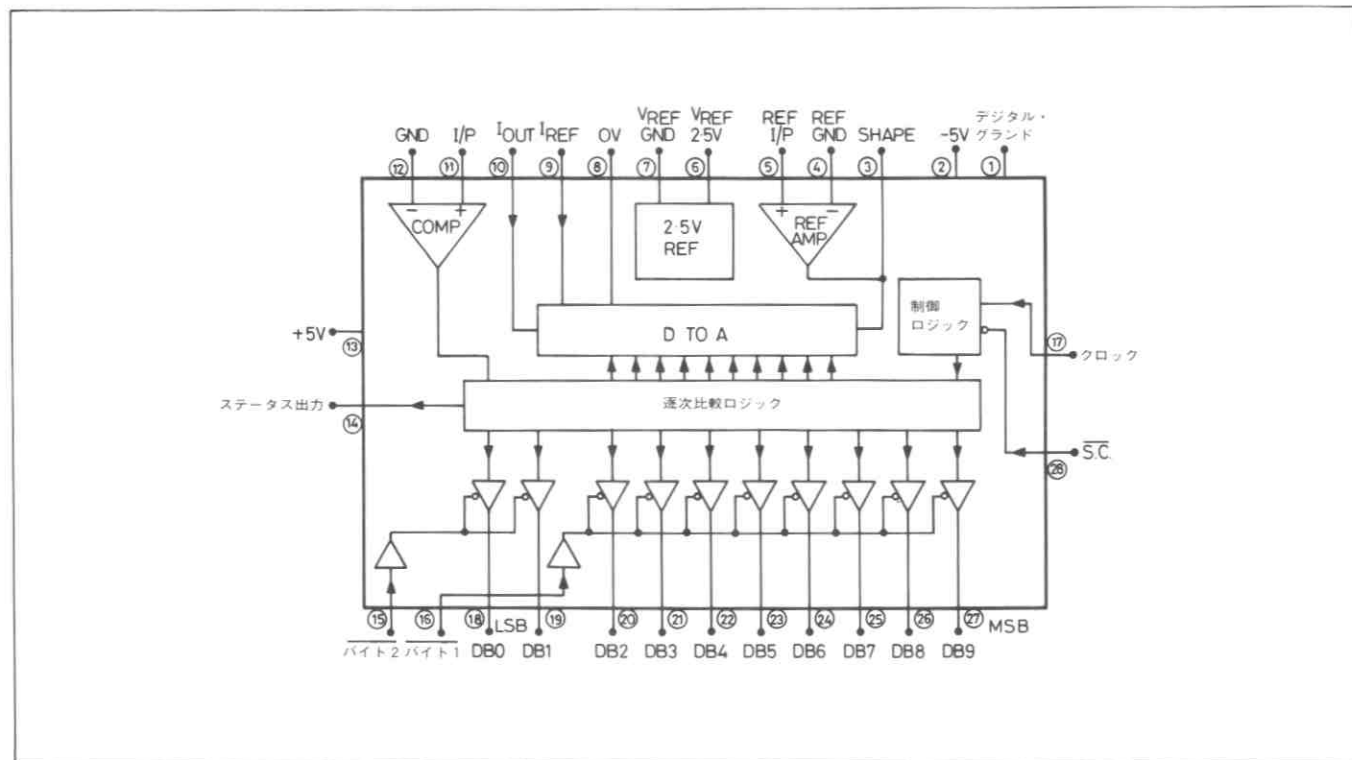 デジタル・
グランド
GND I/P IOUT IREF OV VREF GND VREF 2.5V REF I/P REF GND SHAPE -5V
⑫ ⑪ ⑩ ⑨ ⑧ ⑦ ⑥ ⑤ ④ ③ ② ①
- + + -
COMP
2·5V
REF
REF
AMP
制御
ロジック
+5V
⑬
D TO A
⑰
クロック
ステータス出力
⑭
逐次比較ロジック
S.C.
㉘
⑮ ⑯ ⑱ LSB ⑲ ⑳ ㉑ ㉒ ㉓ ㉔ ㉕ ㉖ ㉗ MSB
バイト2 バイト1 DB0 DB1 DB2 DB3 DB4 DB5 DB6 DB7 DB8 DB9